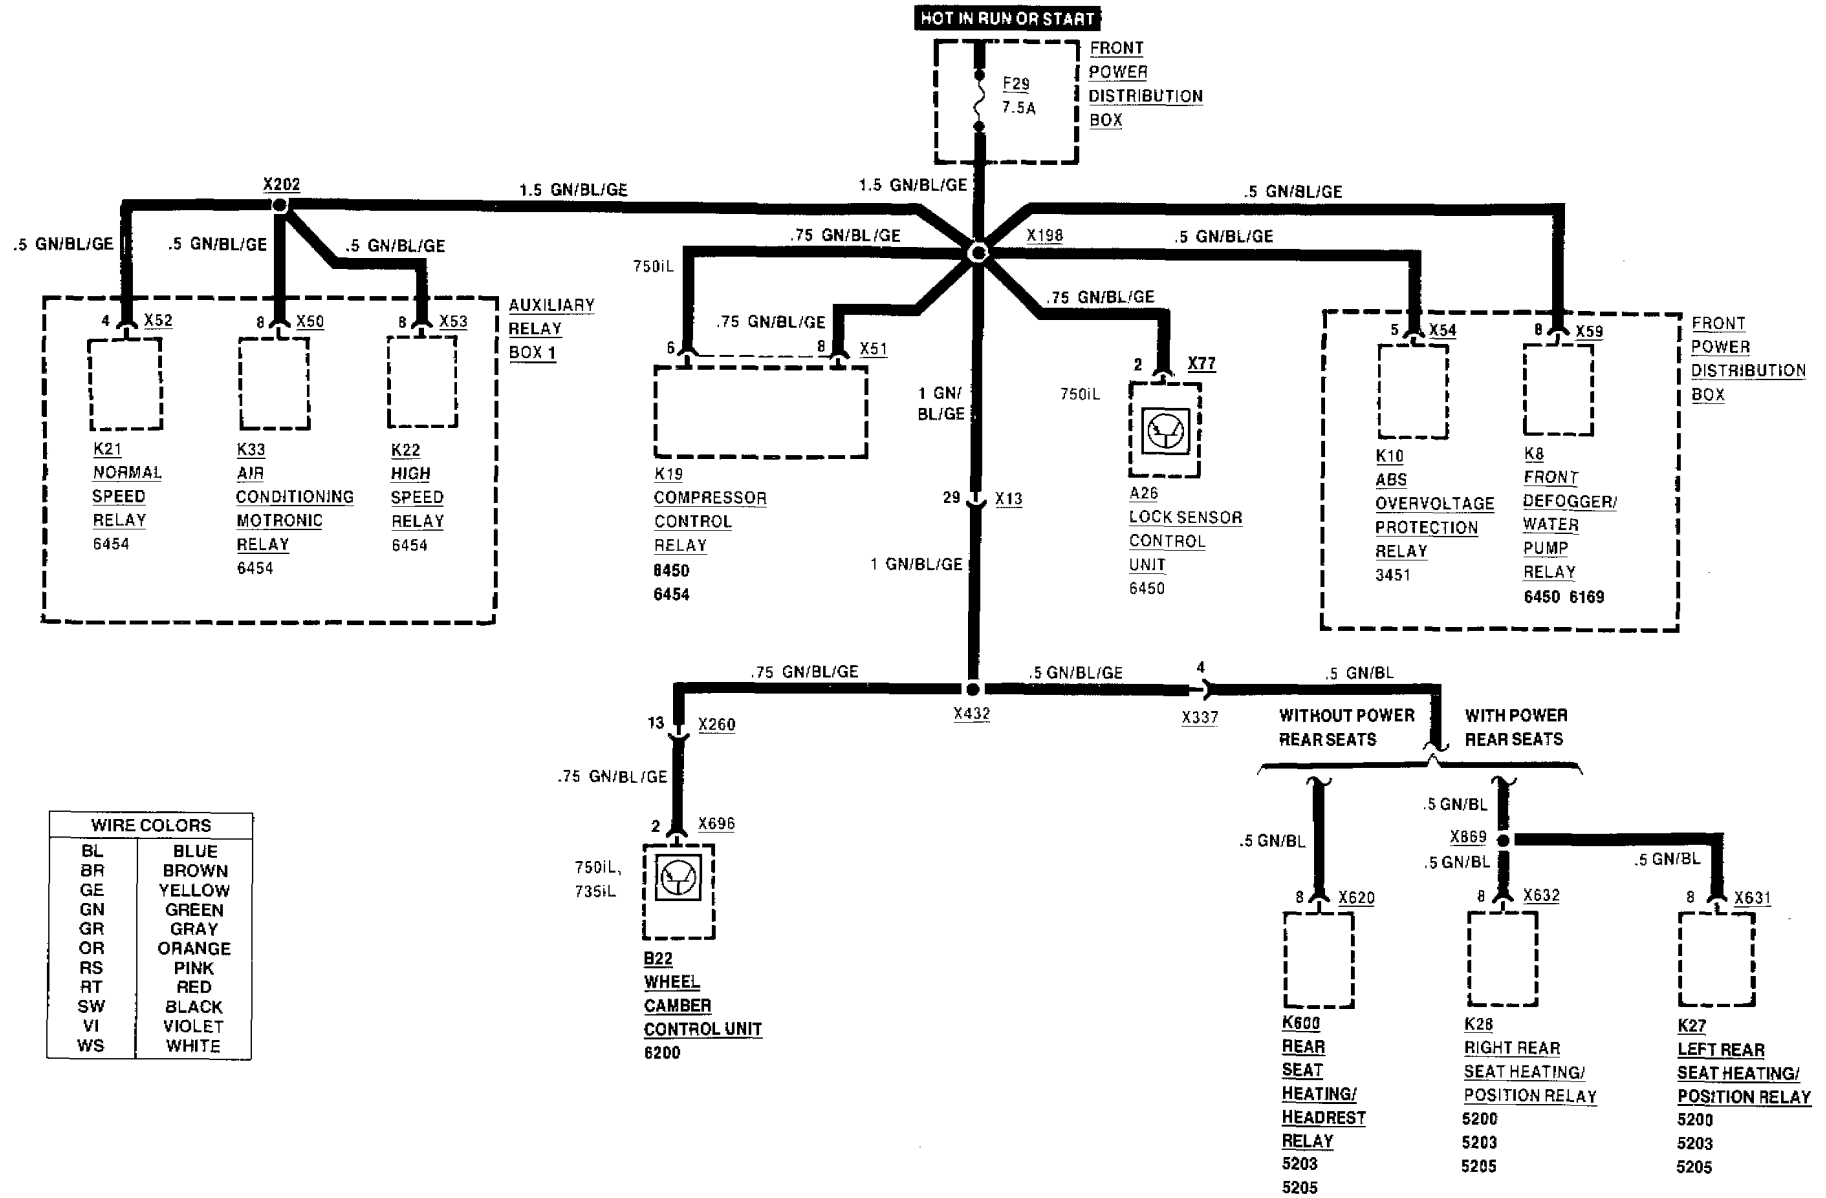 HOT IN RUN OR START
FRONT
POWER
DISTRIBUTION
BOX
F29
7.5A
X202
1.5 GN/BL/GE
1.5 GN/BL/GE
.5 GN/BL/GE
.5 GN/BL/GE
.5 GN/BL/GE
.5 GN/BL/GE
.75 GN/BL/GE
X198
.5 GN/BL/GE
750iL
AUXILIARY
RELAY
BOX 1
4 X52
8 X50
8 X53
K21
NORMAL
SPEED
RELAY
6454
K33
AIR
CONDITIONING
MOTRONIC
RELAY
6454
K22
HIGH
SPEED
RELAY
6454
.75 GN/BL/GE
6
8 X51
K19
COMPRESSOR
CONTROL
RELAY
6450
6454
1 GN/
BL/GE
29 X13
1 GN/BL/GE
.75 GN/BL/GE
2 X77
750iL
A26
LOCK SENSOR
CONTROL
UNIT
6450
FRONT
POWER
DISTRIBUTION
BOX
5 X54
8 X59
K10
ABS
OVERVOLTAGE
PROTECTION
RELAY
3451
K8
FRONT
DEFOGGER/
WATER
PUMP
RELAY
6450 6169
.75 GN/BL/GE
.5 GN/BL/GE
4
.5 GN/BL
X432
X337
13 X260
.75 GN/BL/GE
2 X696
750iL,
735iL
B22
WHEEL
CAMBER
CONTROL UNIT
6200
WITHOUT POWER
REAR SEATS
WITH POWER
REAR SEATS
.5 GN/BL
.5 GN/BL
X869
.5 GN/BL
.5 GN/BL
8 X620
8 X632
8 X631
K600
REAR
SEAT
HEATING/
HEADREST
RELAY
5203
5205
K28
RIGHT REAR
SEAT HEATING/
POSITION RELAY
5200
5203
5205
K27
LEFT REAR
SEAT HEATING/
POSITION RELAY
5200
5203
5205
WIRE COLORS
BL BLUE
BR BROWN
GE YELLOW
GN GREEN
GR GRAY
OR ORANGE
RS PINK
RT RED
SW BLACK
VI VIOLET
WS WHITE